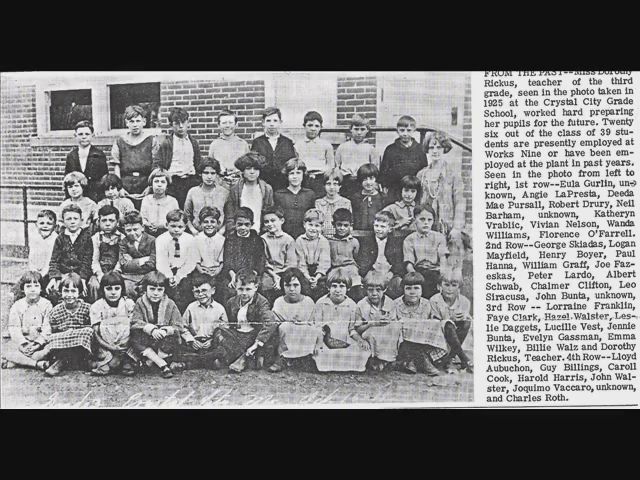 FROM THE PAST--Miss Dorothy
Rickus, teacher of the third
grade, seen in the photo taken in
1925 at the Crystal City Grade
School, worked hard preparing
her pupils for the future. Twenty
six out of the class of 39 stu-
dents are presently employed at
Works Nine or have been em-
ployed at the plant in past years.
Seen in the photo from left to
right, 1st row--Eula Gurlin, un-
known, Angie LaPresta, Deeda
Mae Pursall, Robert Drury, Neil
Barham, unknown, Katheryn
Vrablic, Vivian Nelson, Wanda
Williams, Florence O'Farrell.
2nd Row--George Skiadas, Logan
Mayfield, Henry Boyer, Paul
Hanna, William Graff, Joe Faz-
eskas, Peter Lardo, Albert
Schwab, Chalmer Clifton, Leo
Siracusa, John Bunta, unknown.
3rd Row -- Lorraine Franklin,
Faye Clark, Hazel Walster, Les-
lie Daggets, Lucille Vest, Jennie
Bunta, Evelyn Gassman, Emma
Wilkey, Billie Walz and Dorothy
Rickus, Teacher. 4th Row--Lloyd
Aubuchon, Guy Billings, Caroll
Cook, Harold Harris, John Wal-
ster, Joquimo Vaccaro, unknown,
and Charles Roth.